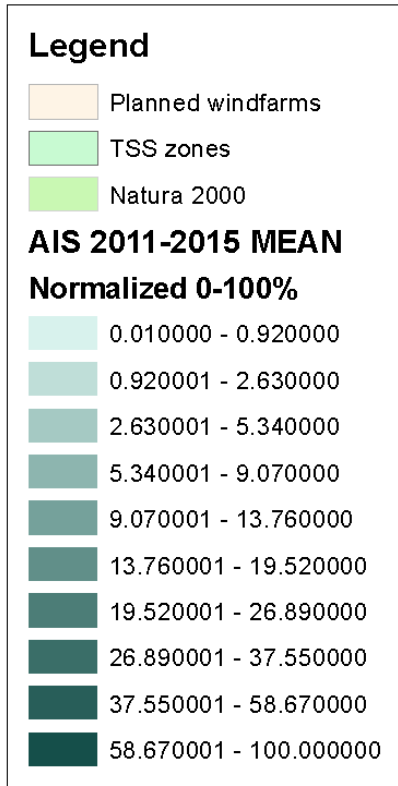 Legend
Planned windfarms
TSS zones
Natura 2000
AIS 2011-2015 MEAN
Normalized 0-100%
0.010000 - 0.920000
0.920001 - 2.630000
2.630001 - 5.340000
5.340001 - 9.070000
9.070001 - 13.760000
13.760001 - 19.520000
19.520001 - 26.890000
26.890001 - 37.550000
37.550001 - 58.670000
58.670001 - 100.000000